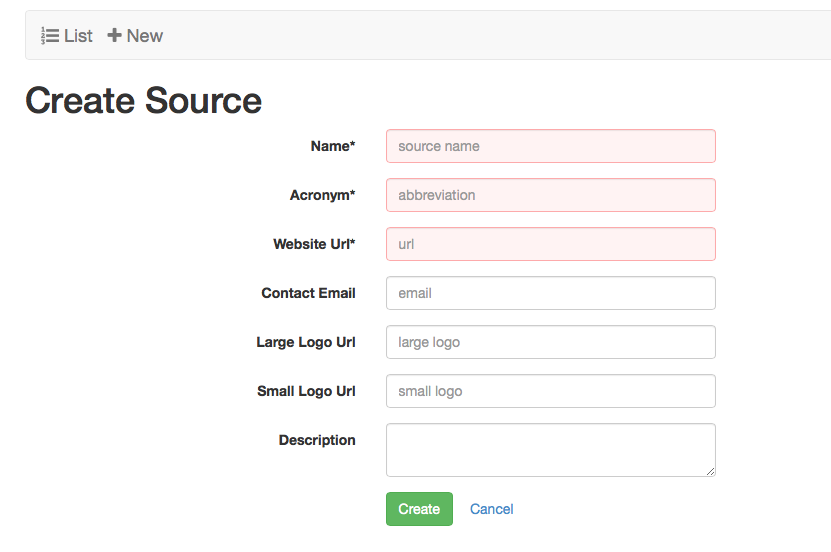 List New
Create Source
Name* source name
Acronym* abbreviation
Website Url* url
Contact Email email
Large Logo Url large logo
Small Logo Url small logo
Description
Create Cancel